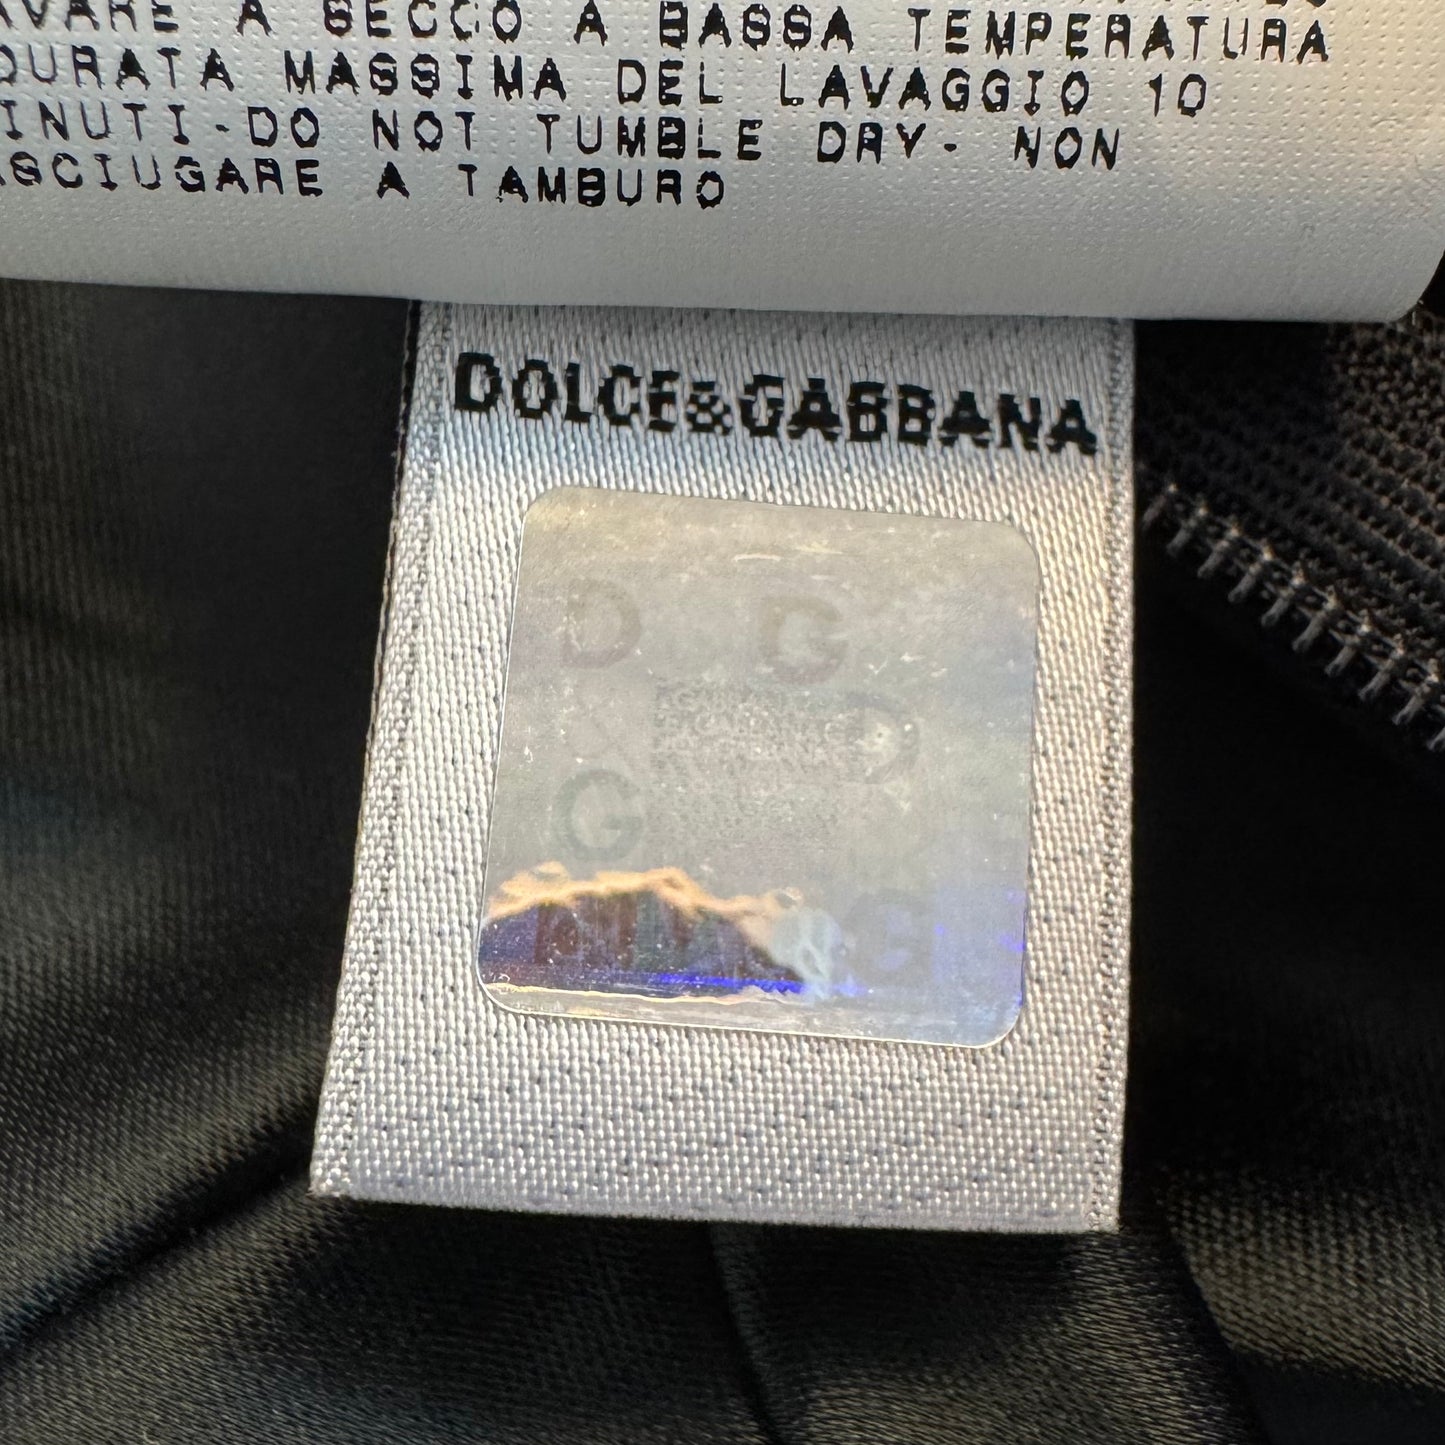 AVARE A SECCO A BASSA TEMPERATURA
DURATA MASSIMA DEL LAVAGGIO 10
INUTI-DO NOT TUMBLE DRY- NON
ASCIUGARE A TAMBURO
DOLCE&GABBANA
D G
& D
G
G